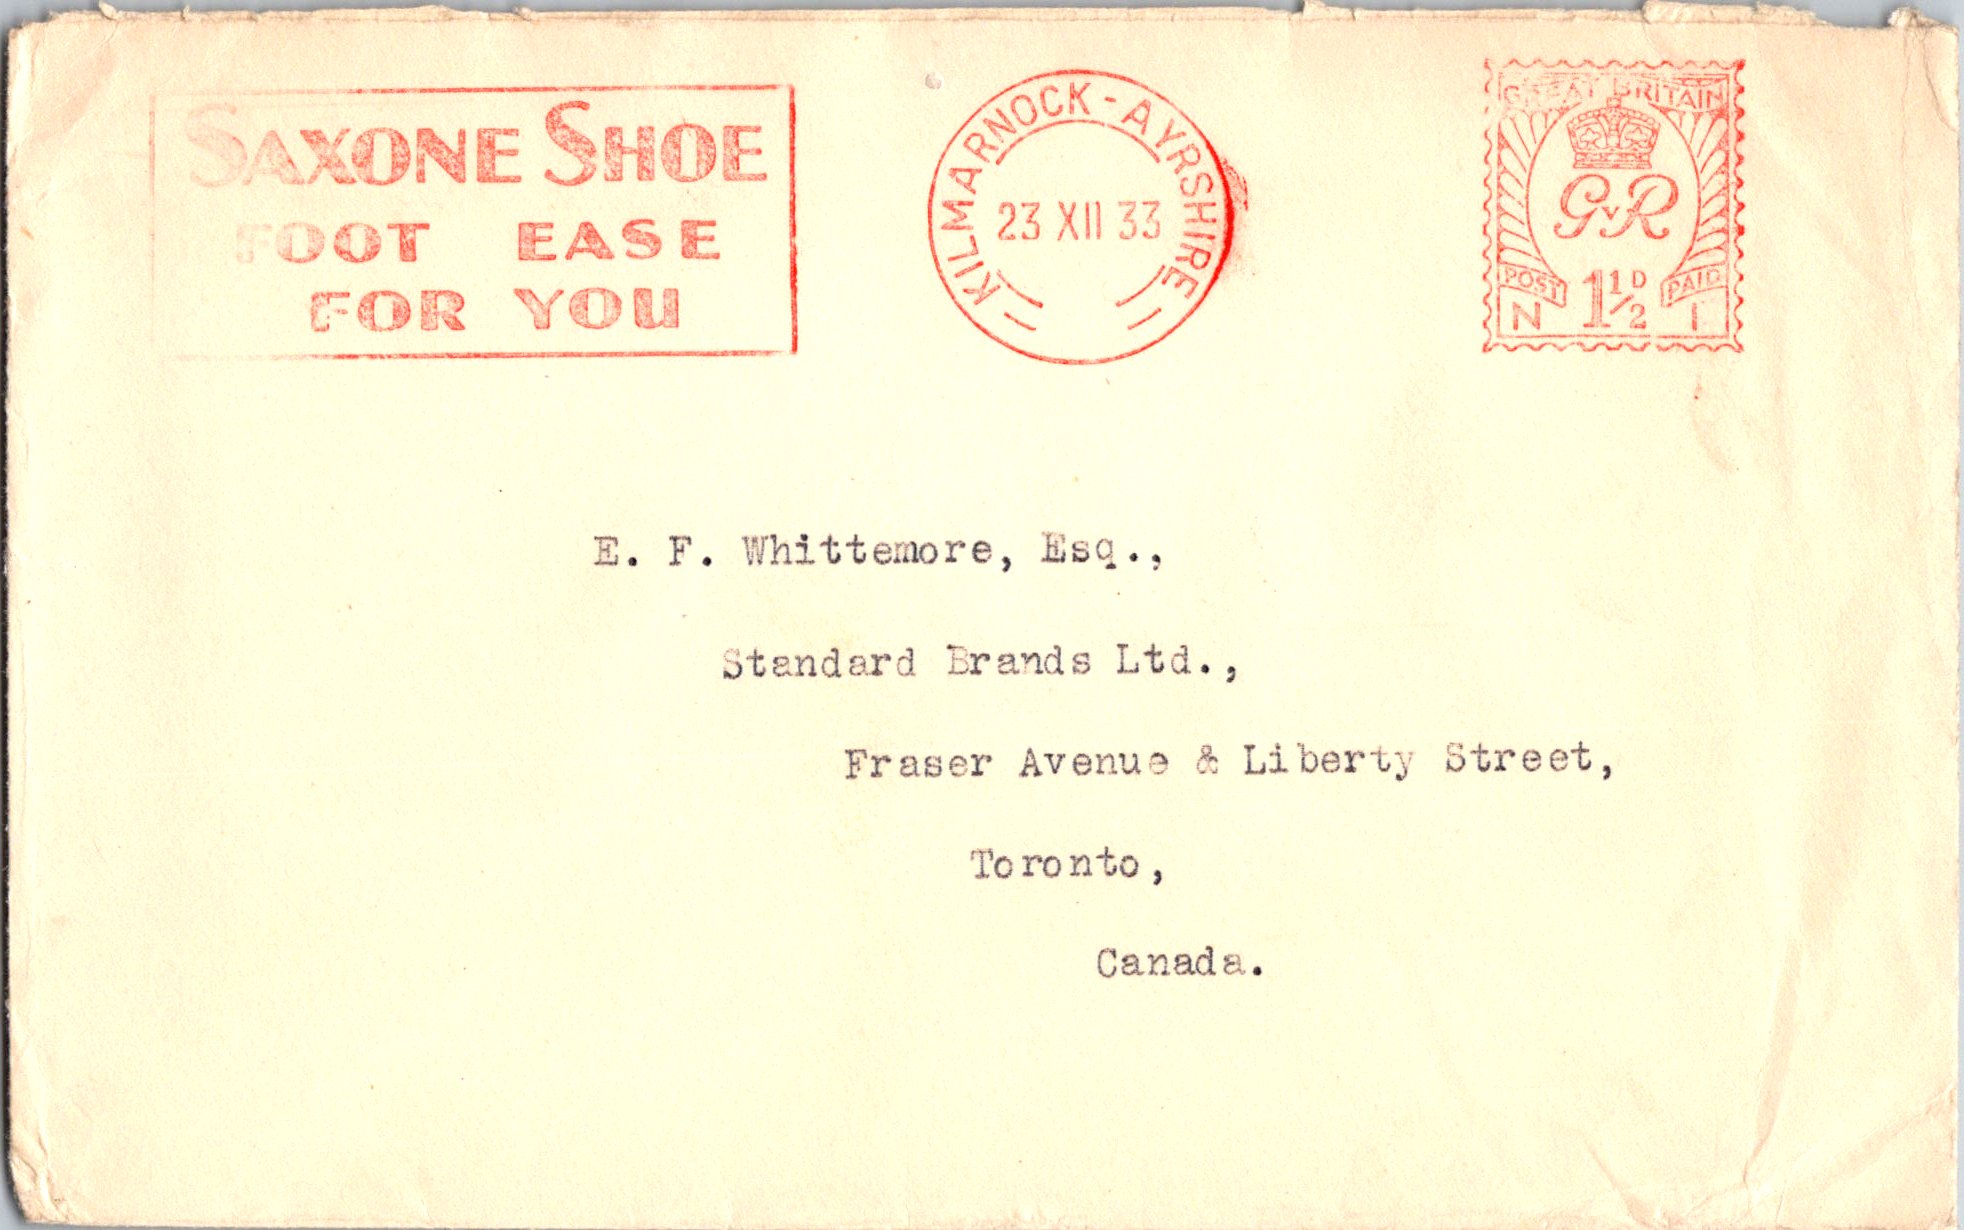 SAXONE SHOE
FOOT EASE
FOR YOU
KILMARNOCK - AYRSHIRE
23 XII 33
GREAT BRITAIN
GVR
POST PAID
1½D
N I
E. F. Whittemore, Esq.,
Standard Brands Ltd.,
Fraser Avenue & Liberty Street,
Toronto,
Canada.